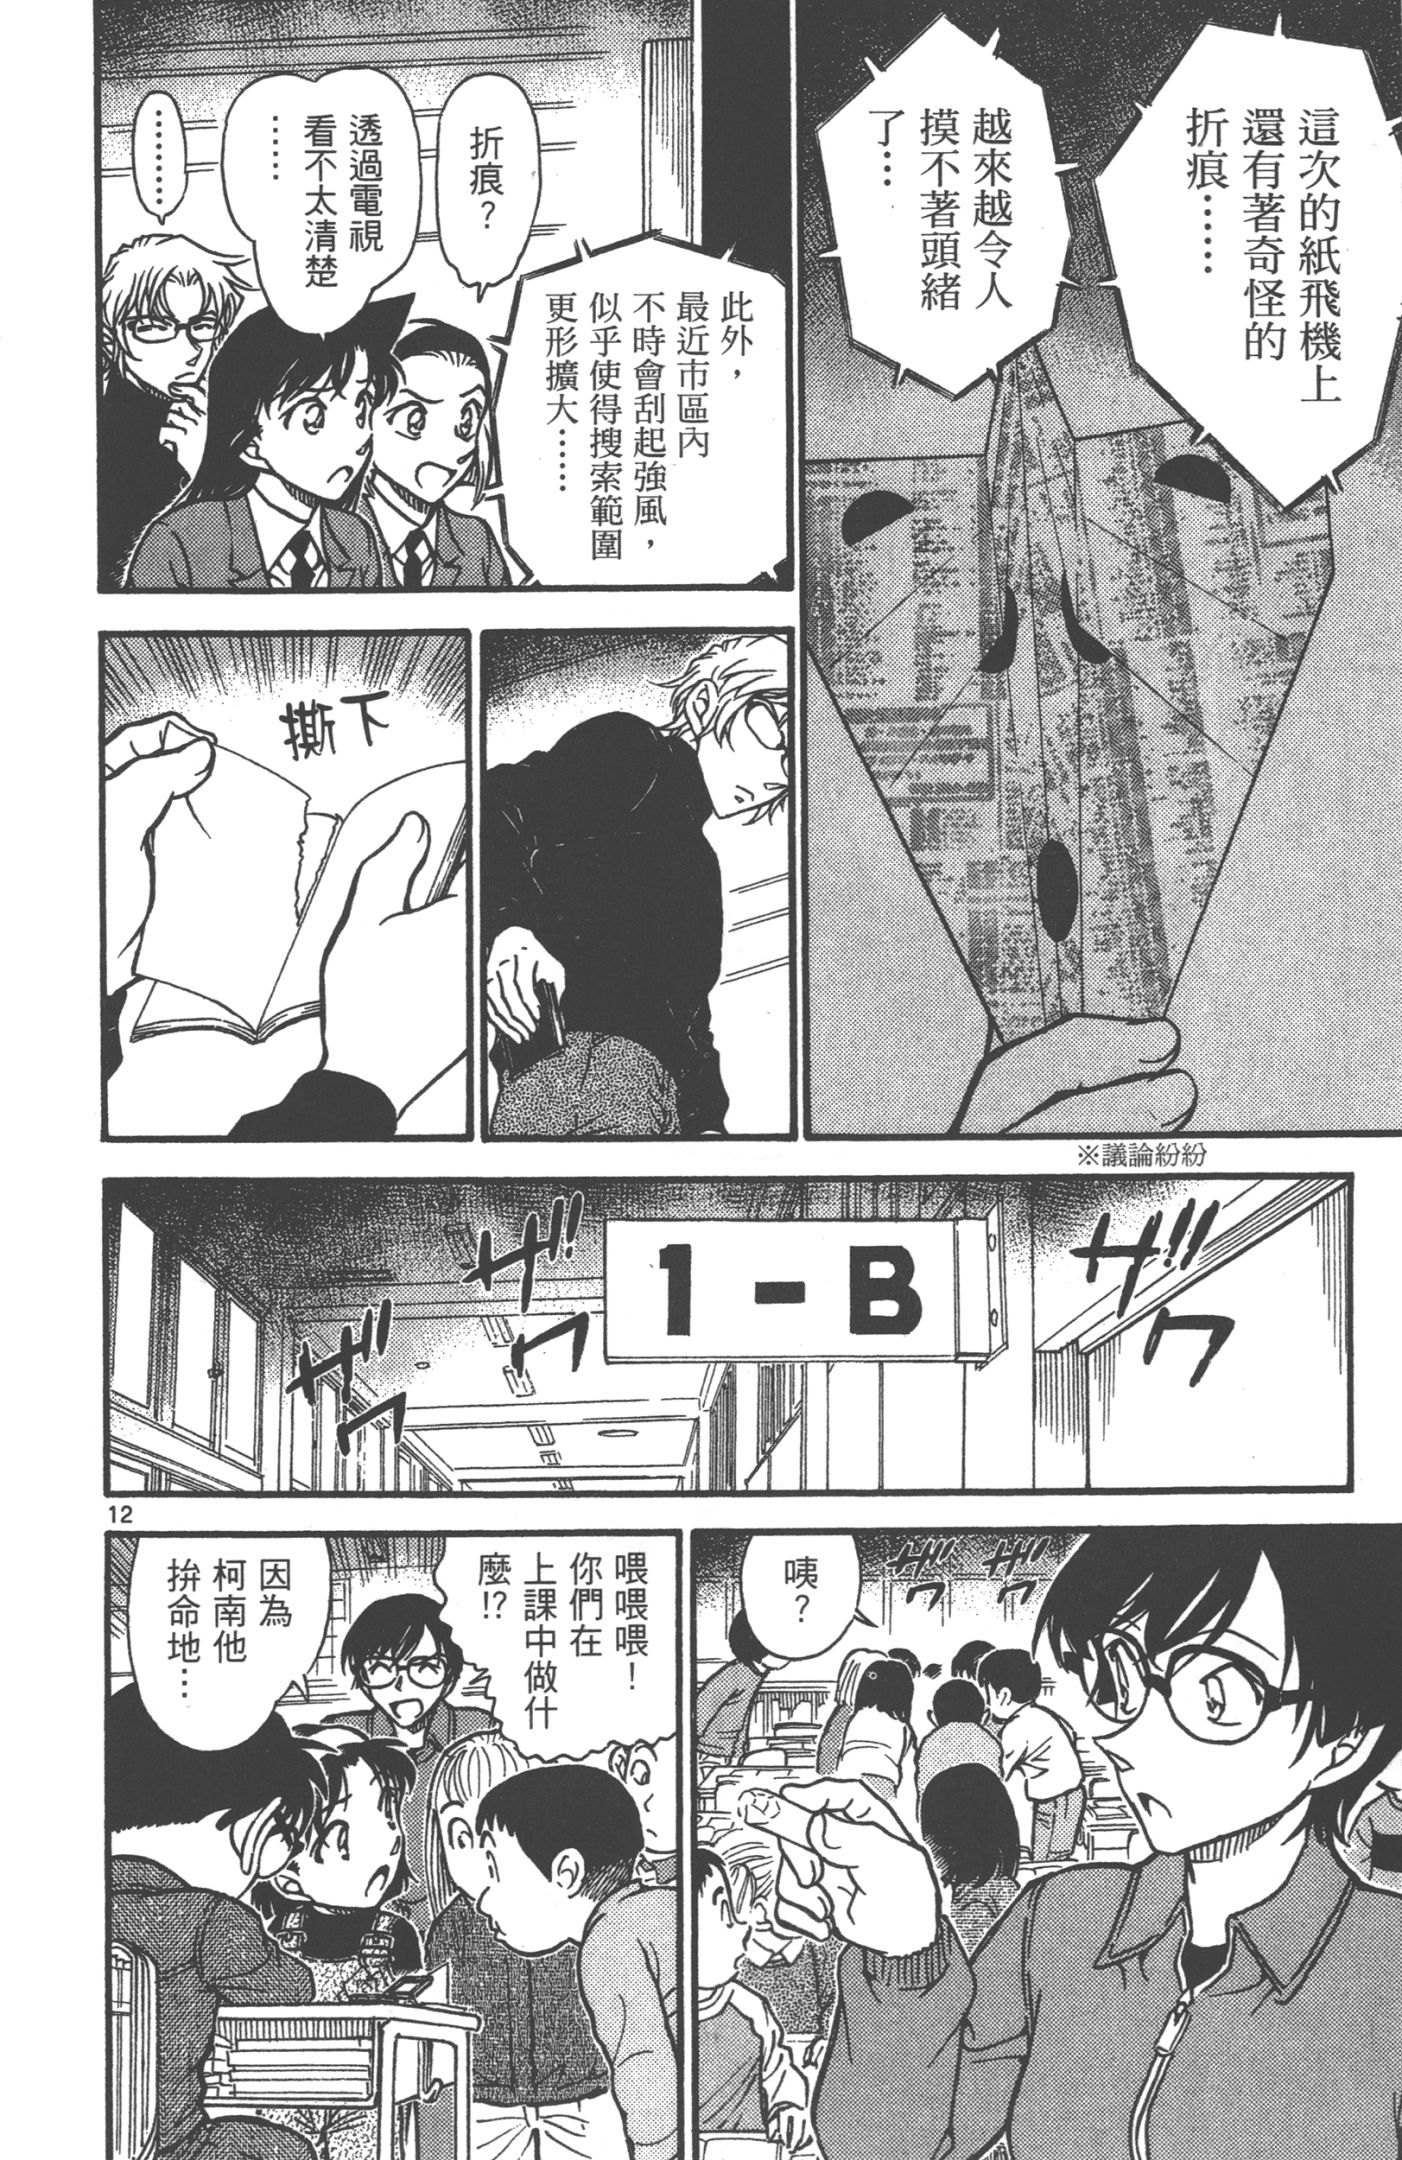 這次的紙飛機上
還有著奇怪的
折痕……
越來越令人
摸不著頭緒
了…
此外，
最近市區內
不時會刮起強風，
似乎使得搜索範圍
更形擴大……
折痕？
透過電視
看不太清楚
……
………
撕下
※議論紛紛
ザワ
1-B
ザワ
ザワ
12
ザワ
ザワ
咦？
喂喂喂！
你們在
上課中做什
麼!?
因為
柯南他
拚命地…